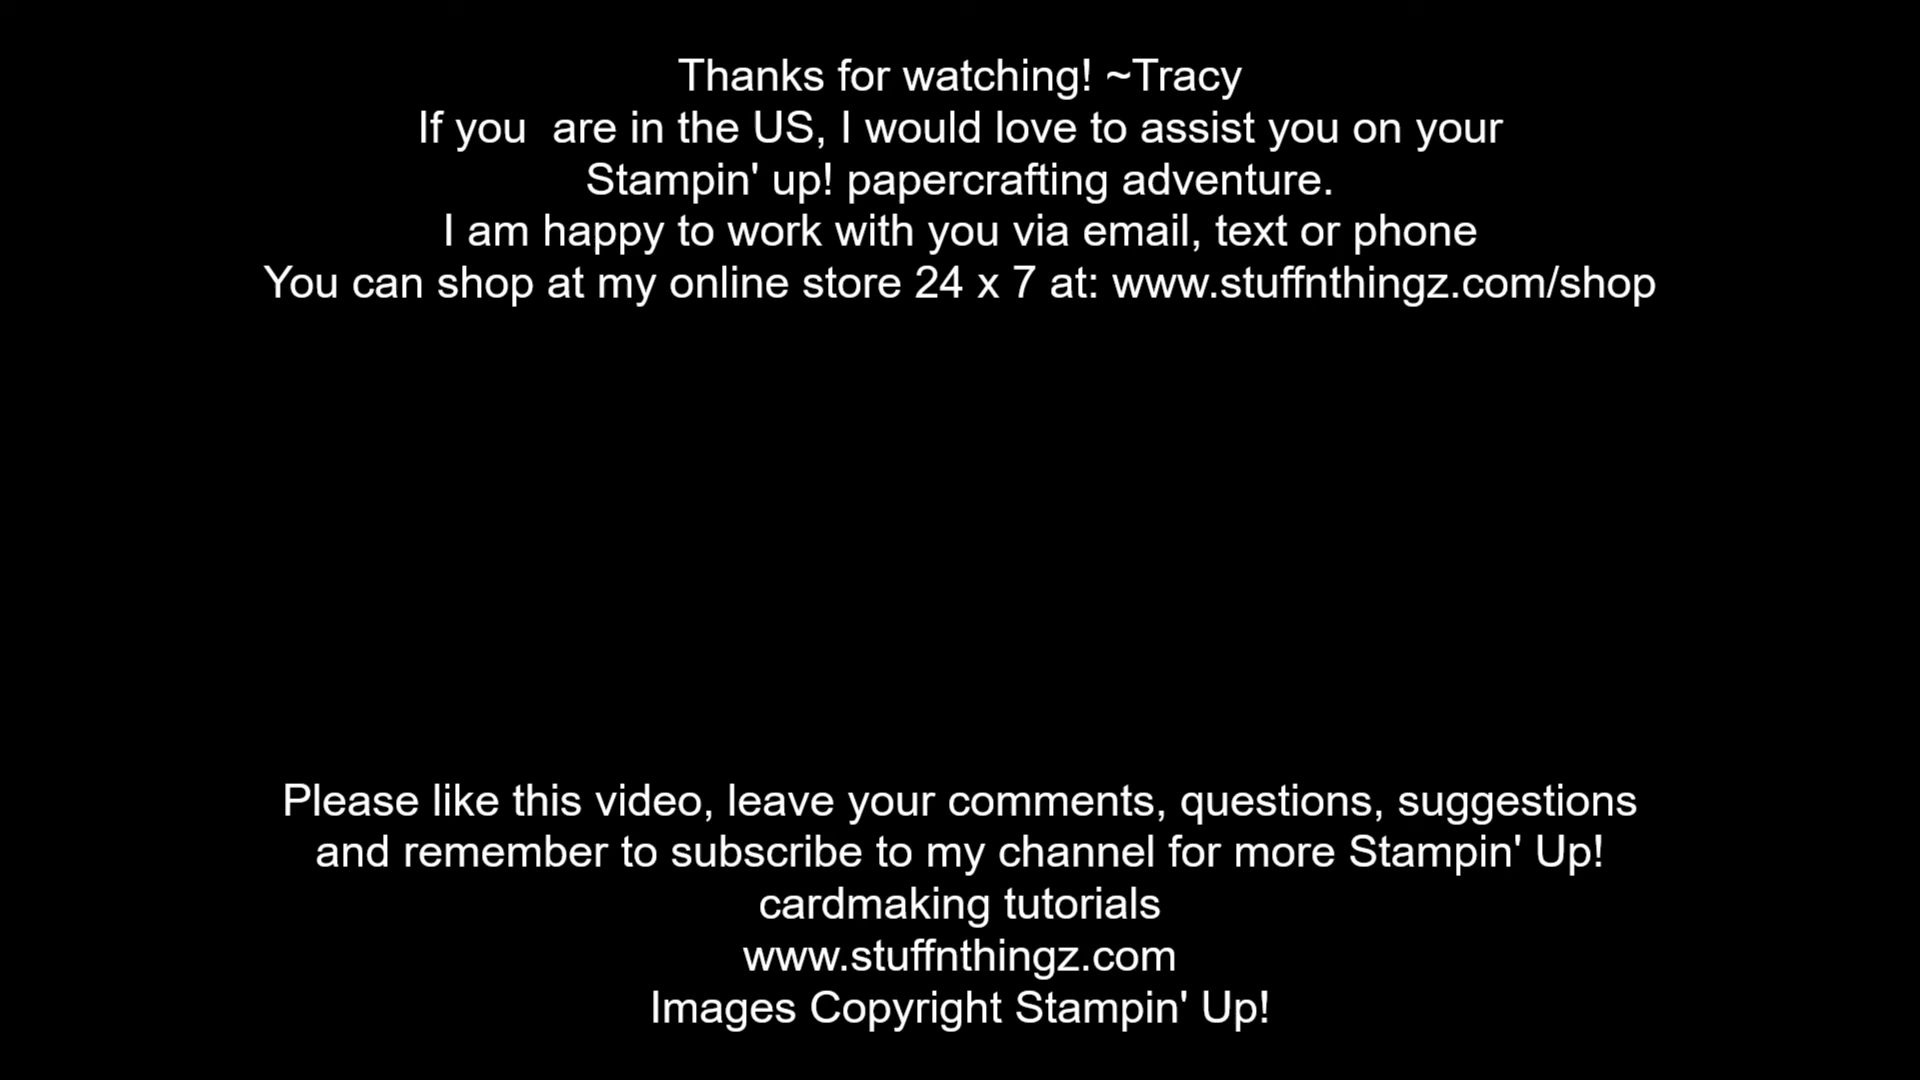 Thanks for watching! ~Tracy
If you  are in the US, I would love to assist you on your
Stampin' up! papercrafting adventure.
I am happy to work with you via email, text or phone
You can shop at my online store 24 x 7 at: www.stuffnthingz.com/shop
Please like this video, leave your comments, questions, suggestions
and remember to subscribe to my channel for more Stampin' Up!
cardmaking tutorials
www.stuffnthingz.com
Images Copyright Stampin' Up!